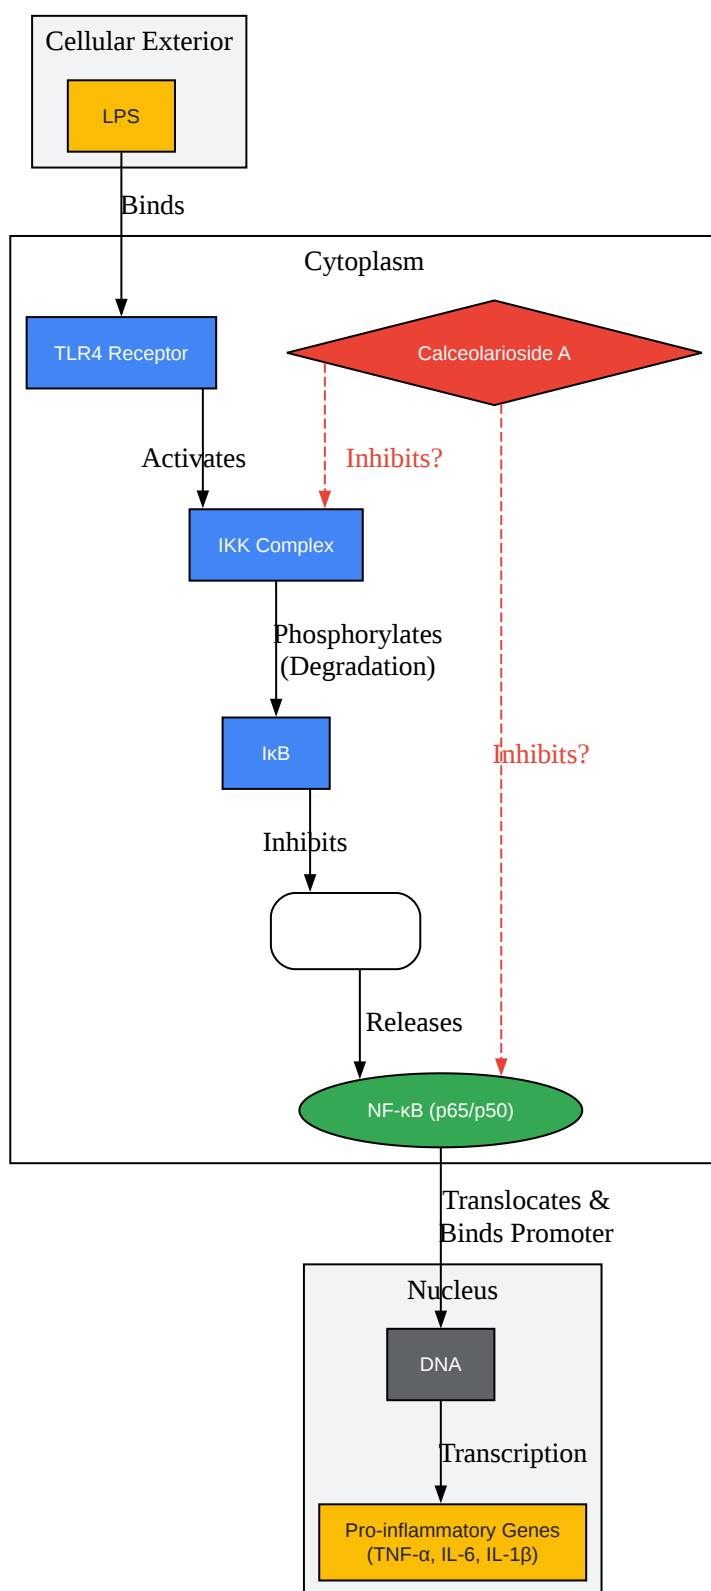 Cellular Exterior
LPS
Binds
Cytoplasm
TLR4 Receptor
Calceolarioside A
Activates
Inhibits?
IKK Complex
Phosphorylates
(Degradation)
Inhibits?
IκB
Inhibits
Releases
NF-κB (p65/p50)
Translocates &
Binds Promoter
Nucleus
DNA
Transcription
Pro-inflammatory Genes
(TNF-α, IL-6, IL-1β)